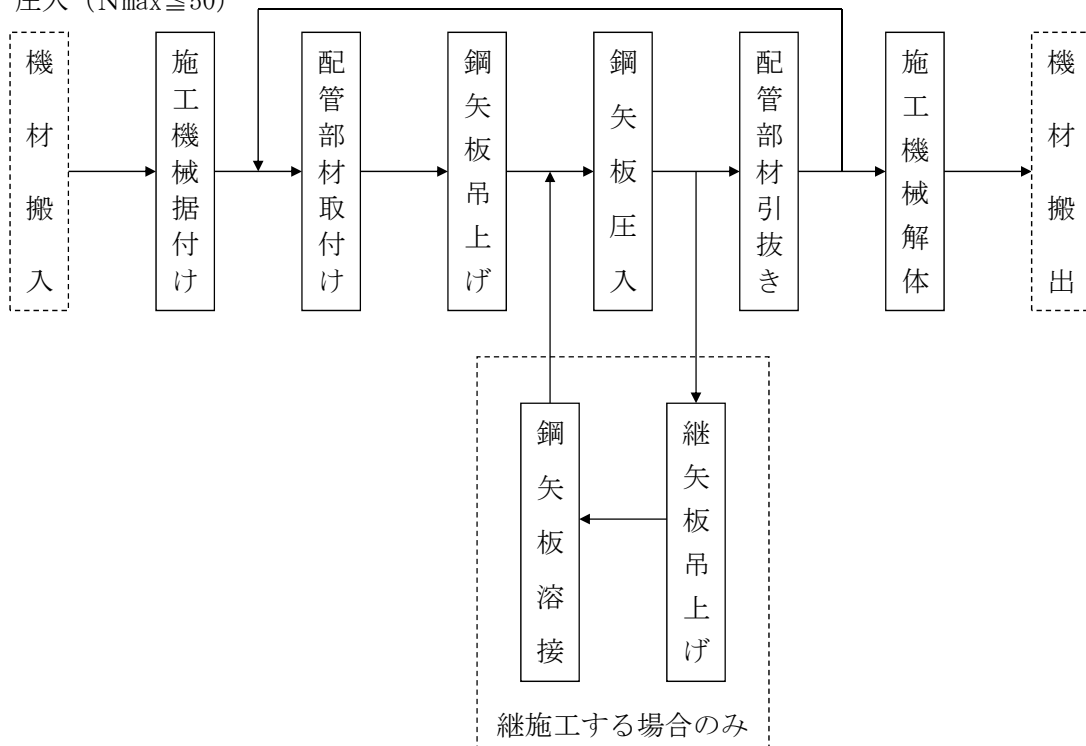 圧入（Nmax≦50）
機材搬入
施工機械据付け
配管部材取付け
鋼矢板吊上げ
鋼矢板圧入
配管部材引抜き
施工機械解体
機材搬出
鋼矢板溶接
継矢板吊上げ
継施工する場合のみ